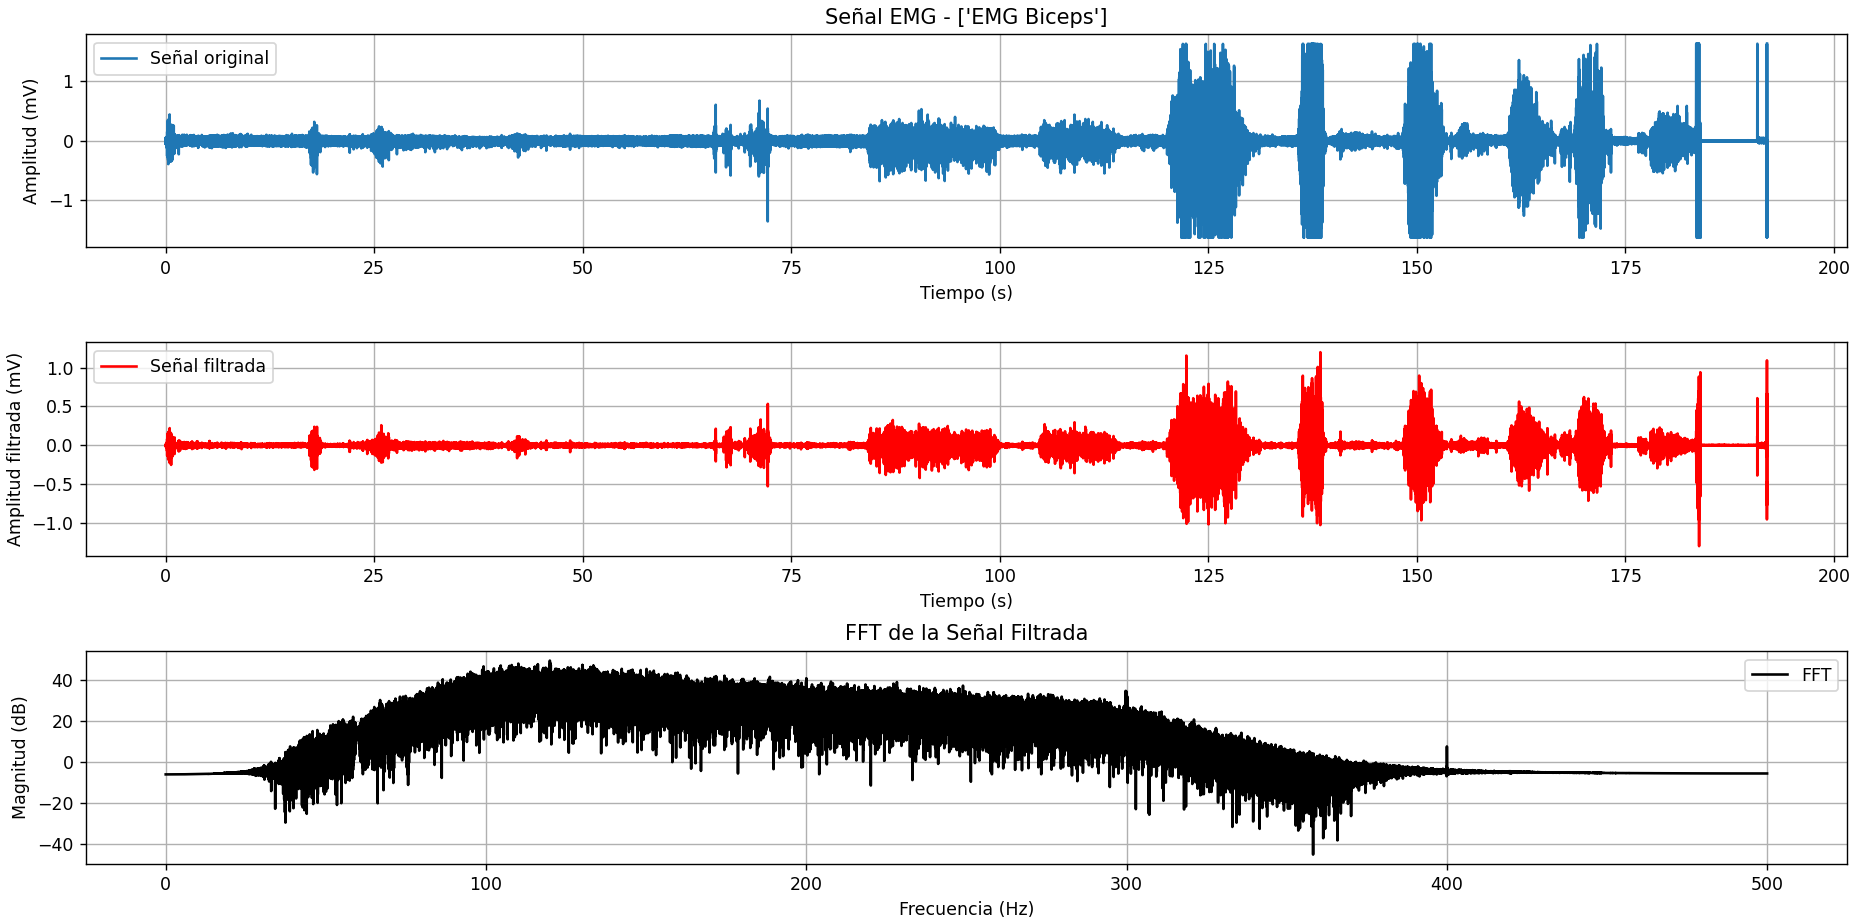 Señal EMG - ['EMG Biceps']
Señal original
Amplitud (mV)
1
0
−1
0 25 50 75 100 125 150 175 200
Tiempo (s)
Señal filtrada
Amplitud filtrada (mV)
1.0
0.5
0.0
−0.5
−1.0
0 25 50 75 100 125 150 175 200
Tiempo (s)
FFT de la Señal Filtrada
FFT
Magnitud (dB)
40
20
0
−20
−40
0 100 200 300 400 500
Frecuencia (Hz)